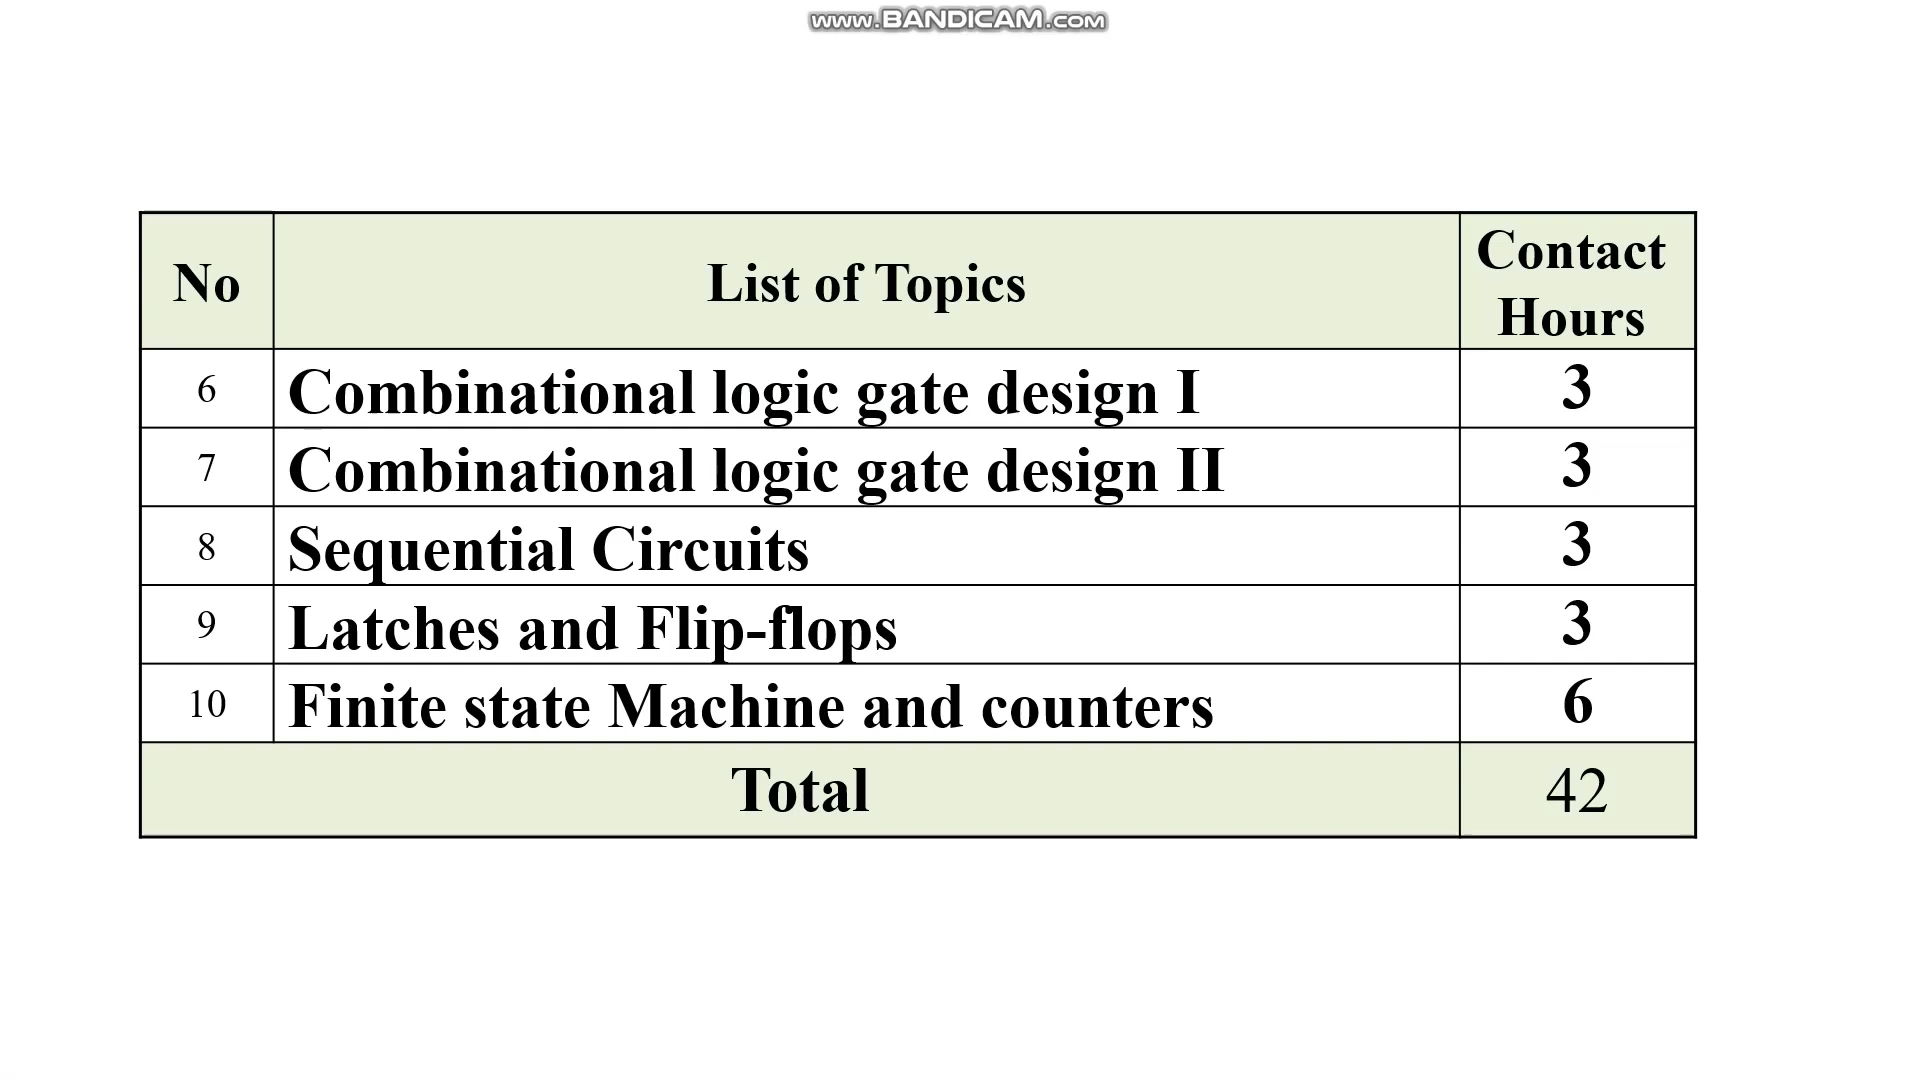 www.BANDICAM.com
No List of Topics Contact Hours
6 Combinational logic gate design I 3
7 Combinational logic gate design II 3
8 Sequential Circuits 3
9 Latches and Flip-flops 3
10 Finite state Machine and counters 6
Total 42